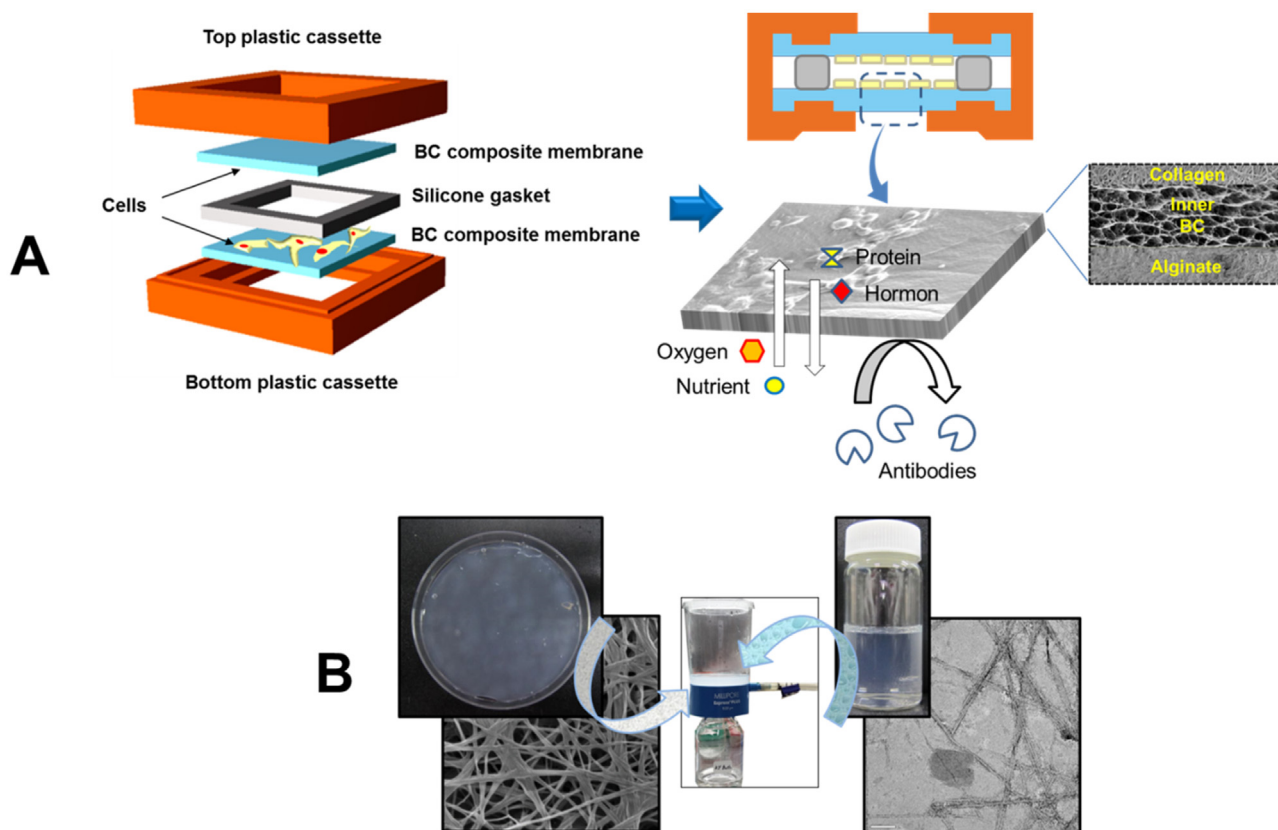 Top plastic cassette
BC composite membrane
Cells
Silicone gasket
BC composite membrane
Bottom plastic cassette
A
Protein
Hormon
Oxygen
Nutrient
Antibodies
Collagen
Inner
BC
Alginate
B
MILLIPORE